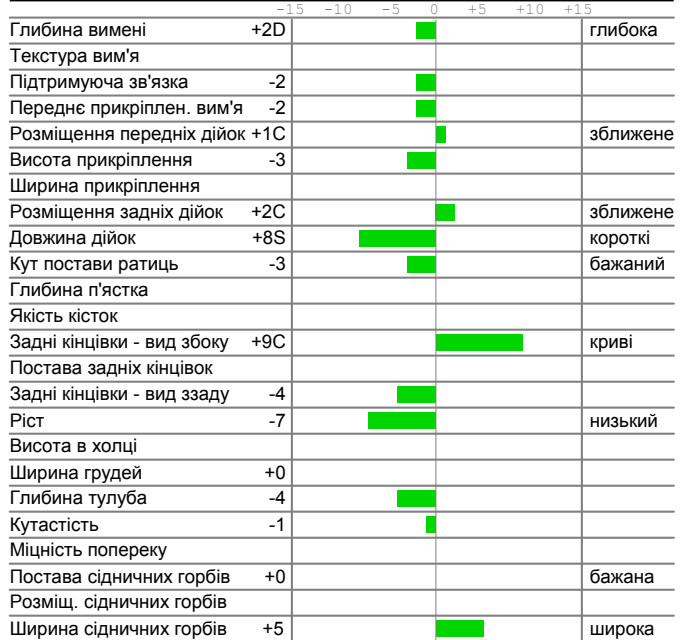 -15 -10 -5 0 +5 +10 +15
Глибина вимені +2D глибока
Текстура вим'я
Підтримуюча зв'язка -2
Переднє прикріплен. вим'я -2
Розміщення передніх дійок +1C зближене
Висота прикріплення -3
Ширина прикріплення
Розміщення задніх дійок +2C зближене
Довжина дійок +8S короткі
Кут постави ратиць -3 бажаний
Глибина п'ястка
Якість кісток
Задні кінцівки - вид збоку +9C криві
Постава задніх кінцівок
Задні кінцівки - вид ззаду -4
Ріст -7 низький
Висота в холці
Ширина грудей +0
Глибина тулуба -4
Кутастість -1
Міцність попереку
Постава сідничних горбів +0 бажана
Розміщ. сідничних горбів
Ширина сідничних горбів +5 широка